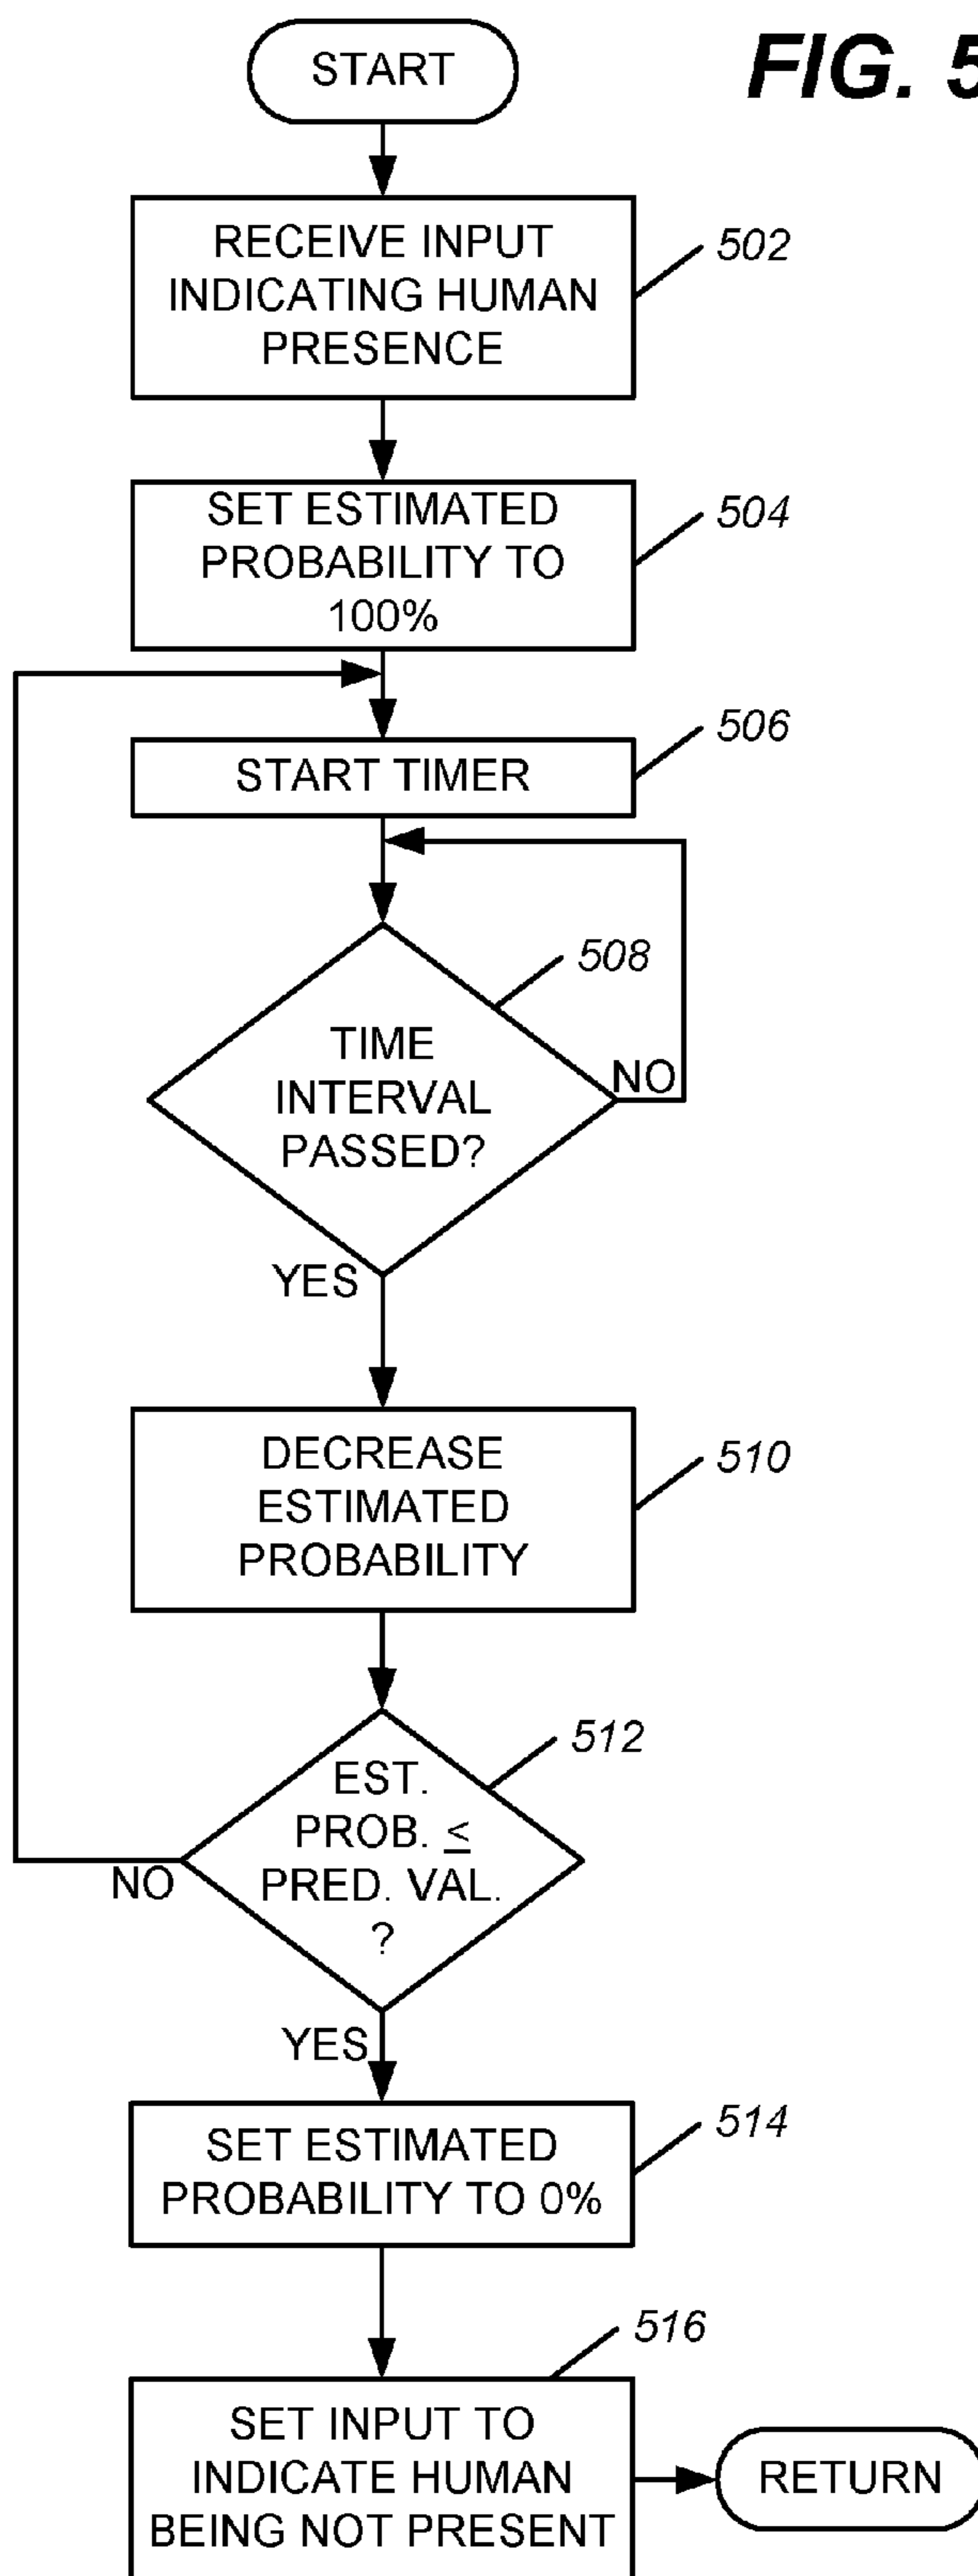 START
FIG. 5
RECEIVE INPUT
INDICATING HUMAN
PRESENCE
502
SET ESTIMATED
PROBABILITY TO
100%
504
START TIMER
506
TIME
INTERVAL
PASSED?
508
NO
YES
DECREASE
ESTIMATED
PROBABILITY
510
EST.
PROB. ≤
PRED. VAL.
?
512
NO
YES
SET ESTIMATED
PROBABILITY TO 0%
514
SET INPUT TO
INDICATE HUMAN
BEING NOT PRESENT
516
RETURN